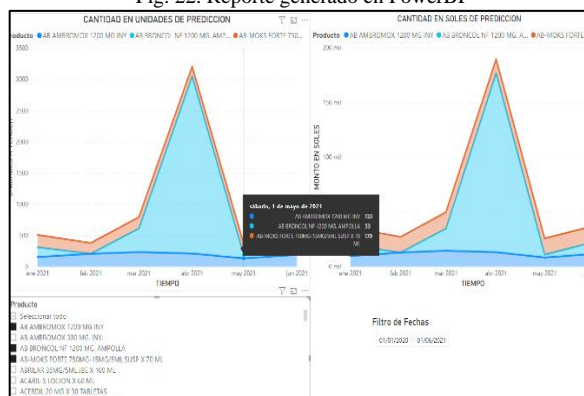 Fig. 22. Reporte generado en PowerBI
CANTIDAD EN UNIDADES DE PREDICCION
Producto AB AMBROMOX 1200 MG INY AB BRONCOL NF 1200 MG. AMP... AB-MOKS FORTE 750...
3500
3000
2500
2000
1500
1000
500
0
ene 2021 feb 2021 mar 2021 abr 2021 may 2021 jun 2021
TIEMPO
CANTIDAD EN SOLES DE PREDICCION
Producto AB AMBROMOX 1200 MG INY AB BRONCOL NF 1200 MG. A... AB-MOKS FO
MONTO EN SOLES
200 mil
150 mil
100 mil
0 mil
ene 2021 feb 2021 mar 2021 abr 2021 may 2021
TIEMPO
sábado, 1 de mayo de 2021
AB AMBROMOX 1200 MG INY
AB BRONCOL NF 1200 MG. AMPOLLA
AB-MOKS FORTE 750MG-15MG/5ML SUSP X 70 ML 179
Producto
Seleccionar todo
AB AMBROMOX 1200 MG INY
AB AMBROMOX 300 MG. INY.
AB BRONCOL NF 1200 MG. AMPOLLA
AB-MOKS FORTE 750MG-15MG/5ML SUSP X 70 ML
ABRILAR 35MG/5ML JBE X 100 ML
ACARIL S LOCION X 60 ML
ACERDIL 20 MG X 30 TABLETAS
Filtro de Fechas
01/01/2020 01/06/2021